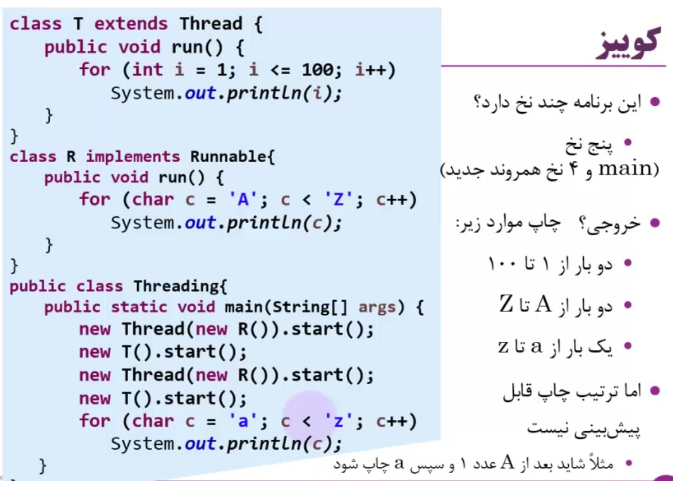 class T extends Thread {
public void run() {
for (int i = 1; i <= 100; i++)
System.out.println(i);
}
}
class R implements Runnable{
public void run() {
for (char c = 'A'; c < 'Z'; c++)
System.out.println(c);
}
}
public class Threading{
public static void main(String[] args) {
new Thread(new R()).start();
new T().start();
new Thread(new R()).start();
new T().start();
for (char c = 'a'; c < 'z'; c++)
System.out.println(c);
}
کوییز
• این برنامه چند نخ دارد؟
• پنج نخ
(main و ۴ نخ همروند جدید)
• خروجی؟ چاپ موارد زیر:
• دو بار از ۱ تا ۱۰۰
• دو بار از A تا Z
• یک بار از a تا z
• اما ترتیب چاپ قابل
پیش‌بینی نیست
• مثلاً شاید بعد از A عدد ۱ و سپس a چاپ شود